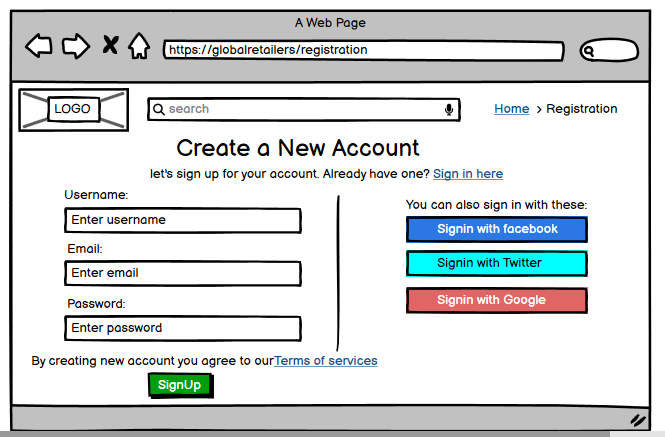 A Web Page
https://globalretailers/registration
LOGO
search
Home > Registration
Create a New Account
let's sign up for your account. Already have one? Sign in here
Username:
Enter username
Email:
Enter email
Password:
Enter password
You can also sign in with these:
Signin with facebook
Signin with Twitter
Signin with Google
By creating new account you agree to ourTerms of services
SignUp